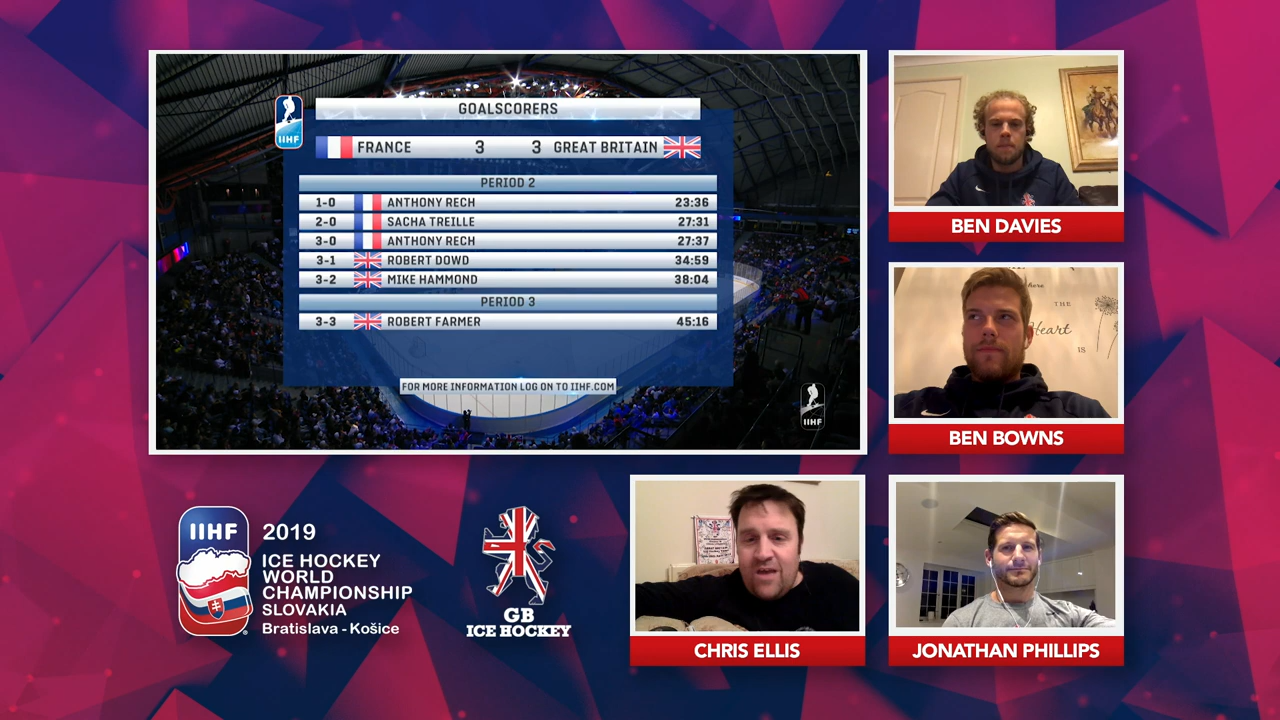 GOALSCORERS
IIHF
FRANCE 3 3 GREAT BRITAIN
PERIOD 2
1-0 ANTHONY RECH 23:36
2-0 SACHA TREILLE 27:31
3-0 ANTHONY RECH 27:37
3-1 ROBERT DOWD 34:59
3-2 MIKE HAMMOND 38:04
PERIOD 3
3-3 ROBERT FARMER 45:16
FOR MORE INFORMATION LOG ON TO IIHF.COM
IIHF
BEN DAVIES
here
THE
Heart
IS
BEN BOWNS
IIHF
2019
ICE HOCKEY
WORLD
CHAMPIONSHIP
SLOVAKIA
Bratislava - Košice
GB
ICE HOCKEY
CHRIS ELLIS
JONATHAN PHILLIPS